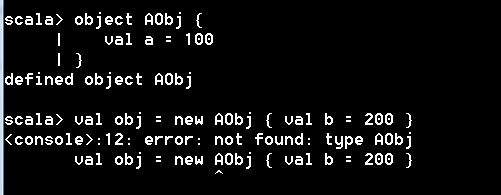 scala> object AObj {
     |     val a = 100
     | }
defined object AObj
scala> val obj = new AObj { val b = 200 }
<console>:12: error: not found: type AObj
       val obj = new AObj { val b = 200 }
                     ^